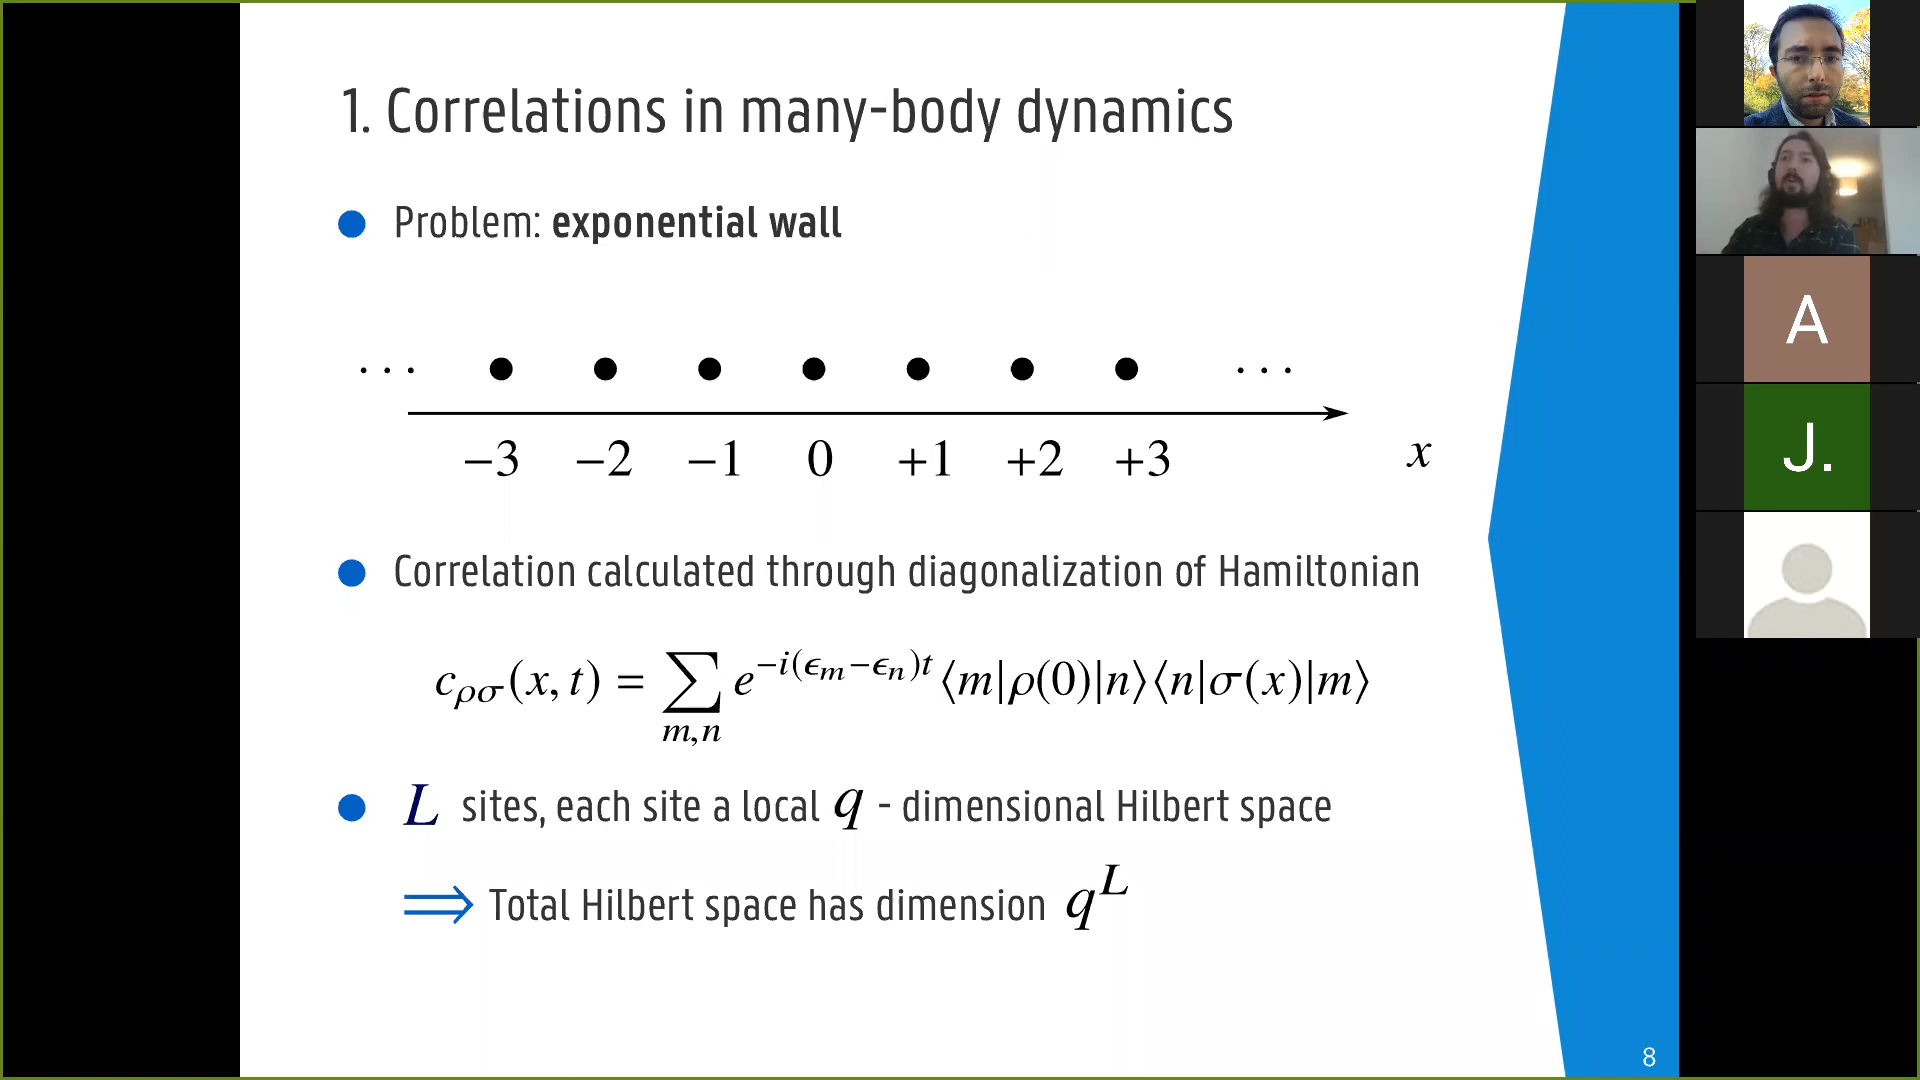 1. Correlations in many-body dynamics
Problem: exponential wall
. . . . . .
−3 −2 −1 0 +1 +2 +3 x
Correlation calculated through diagonalization of Hamiltonian
c_{ρσ}(x, t) = ∑_{m,n} e^{−i(ϵ_m−ϵ_n)t} ⟨m|ρ(0)|n⟩⟨n|σ(x)|m⟩
L sites, each site a local q - dimensional Hilbert space
⟹ Total Hilbert space has dimension q^L
8
A
J.